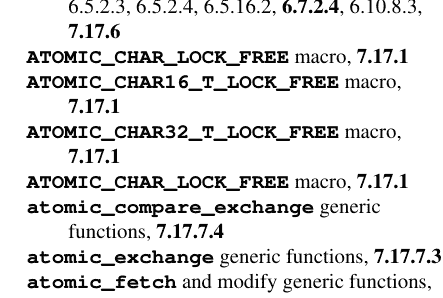 6.5.2.3, 6.5.2.4, 6.5.16.2, 6.7.2.4, 6.10.8.3,
7.17.6
ATOMIC_CHAR_LOCK_FREE macro, 7.17.1
ATOMIC_CHAR16_T_LOCK_FREE macro,
7.17.1
ATOMIC_CHAR32_T_LOCK_FREE macro,
7.17.1
ATOMIC_CHAR_LOCK_FREE macro, 7.17.1
atomic_compare_exchange generic
functions, 7.17.7.4
atomic_exchange generic functions, 7.17.7.3
atomic_fetch and modify generic functions,